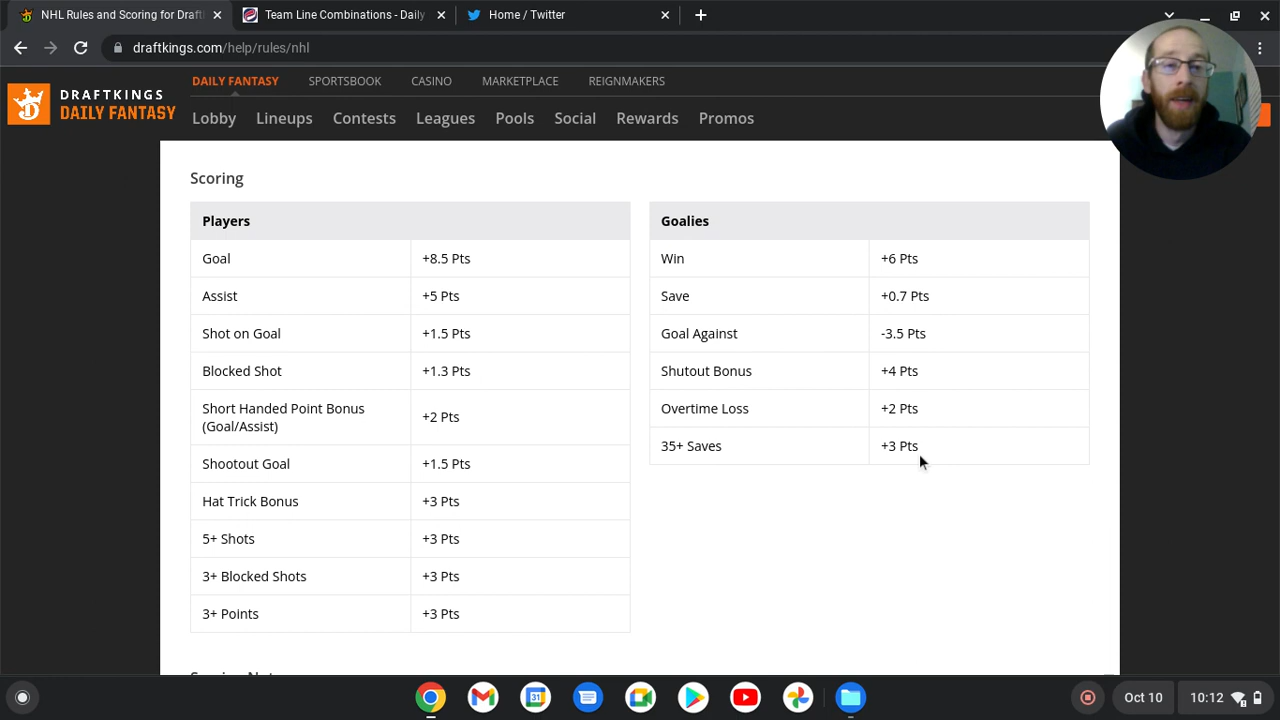 NHL Rules and Scoring for Draft
Team Line Combinations - Daily
Home / Twitter
draftkings.com/help/rules/nhl
DRAFTKINGS
DAILY FANTASY
DAILY FANTASY
SPORTSBOOK
CASINO
MARKETPLACE
REIGNMAKERS
Lobby
Lineups
Contests
Leagues
Pools
Social
Rewards
Promos
Scoring
Players
Goal +8.5 Pts
Assist +5 Pts
Shot on Goal +1.5 Pts
Blocked Shot +1.3 Pts
Short Handed Point Bonus
(Goal/Assist) +2 Pts
Shootout Goal +1.5 Pts
Hat Trick Bonus +3 Pts
5+ Shots +3 Pts
3+ Blocked Shots +3 Pts
3+ Points +3 Pts
Goalies
Win +6 Pts
Save +0.7 Pts
Goal Against -3.5 Pts
Shutout Bonus +4 Pts
Overtime Loss +2 Pts
35+ Saves +3 Pts
31
Oct 10
10:12